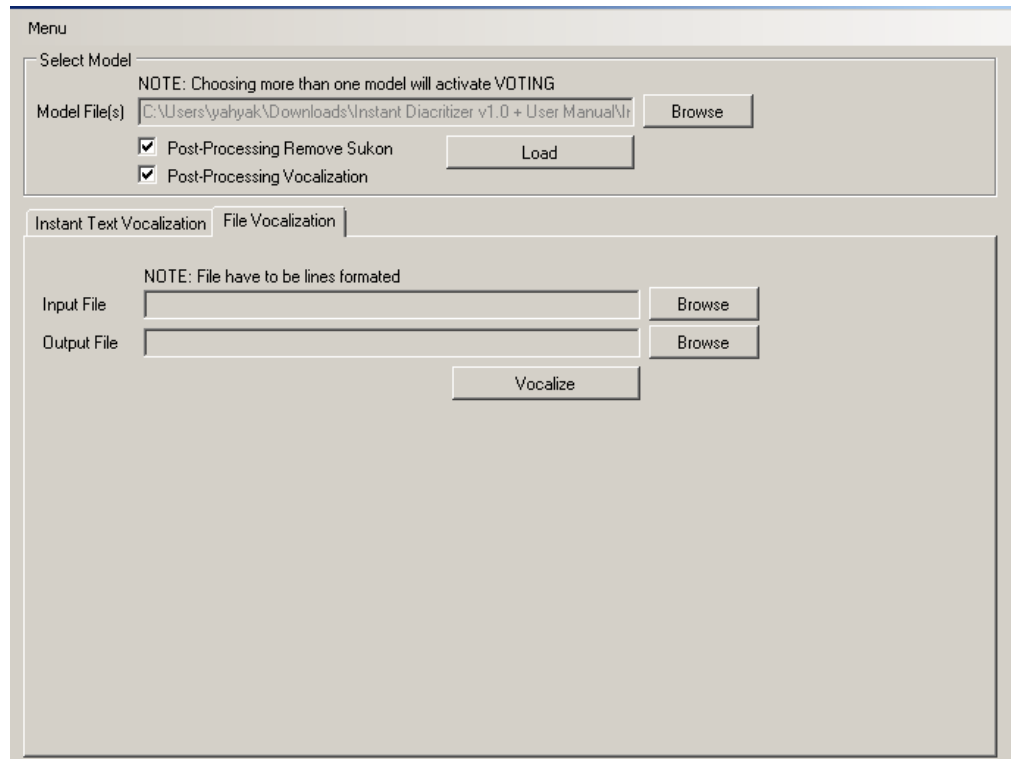 Menu
Select Model
NOTE: Choosing more than one model will activate VOTING
Model File(s) C:\Users\yahyak\Downloads\Instant Diacritizer v1.0 + User Manual\Ir Browse
Post-Processing Remove Sukon Load
Post-Processing Vocalization
Instant Text Vocalization File Vocalization
NOTE: File have to be lines formated
Input File Browse
Output File Browse
Vocalize